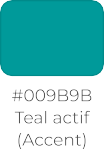 #009B9B
Teal actif
(Accent)